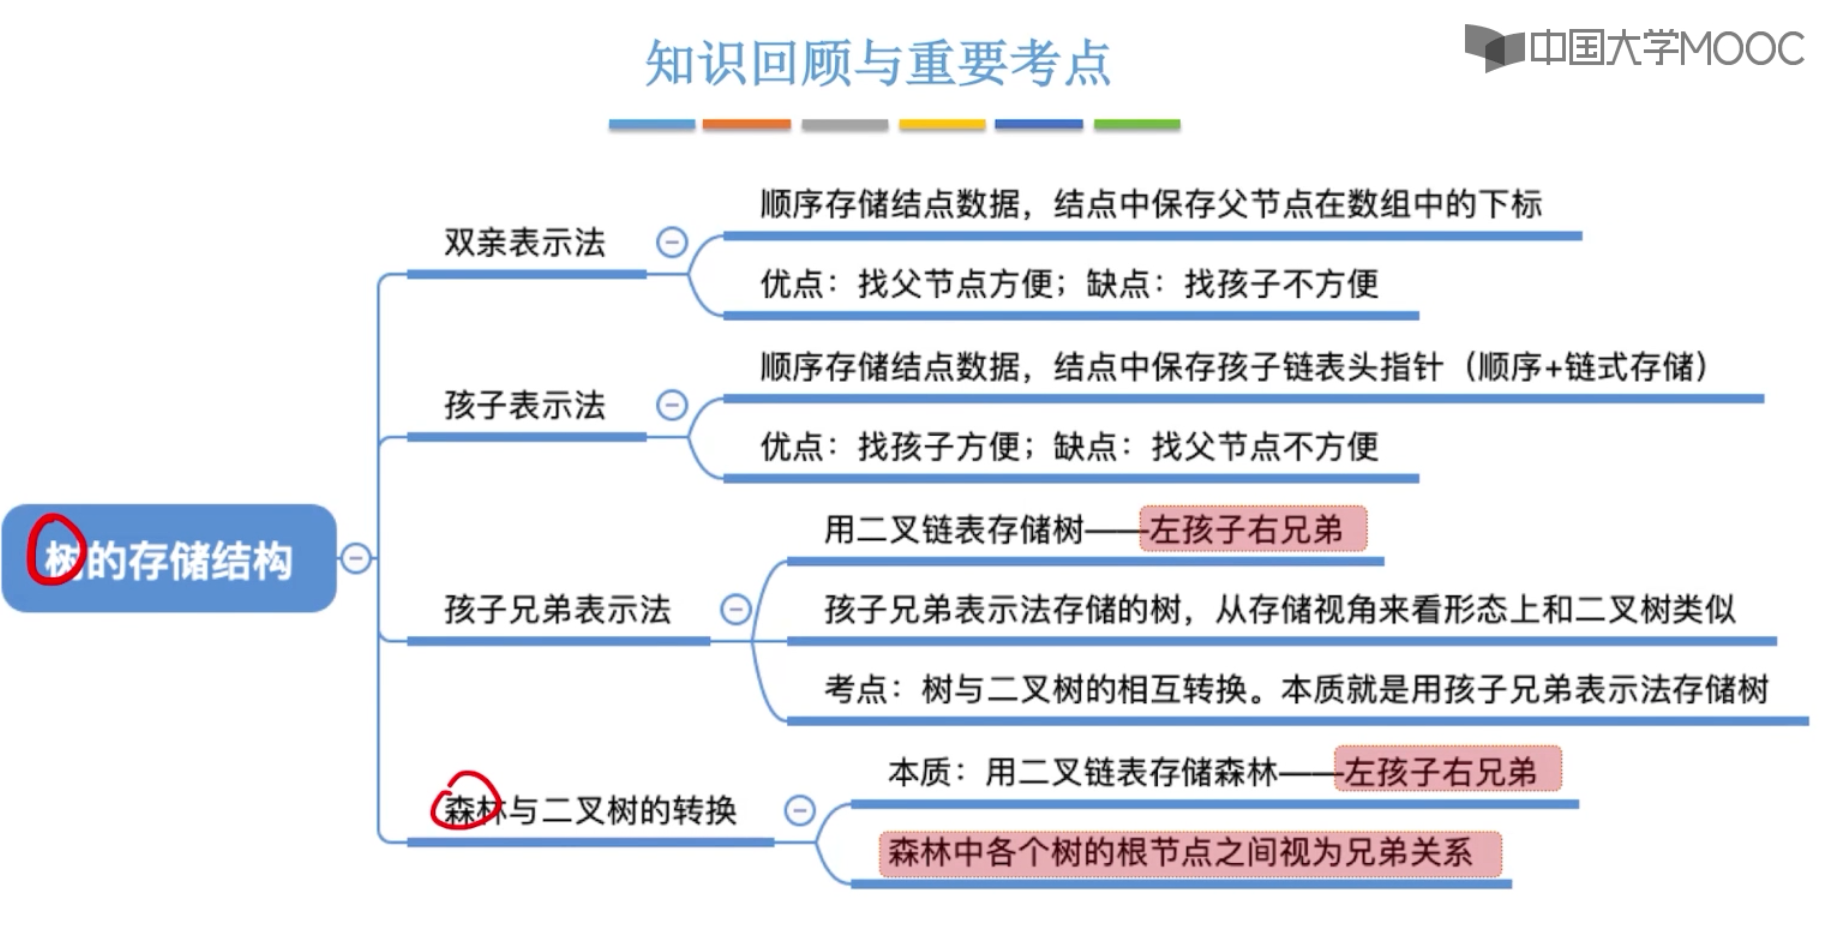 知识回顾与重要考点
中国大学MOOC
树的存储结构
双亲表示法
顺序存储结点数据，结点中保存父节点在数组中的下标
优点：找父节点方便；缺点：找孩子不方便
孩子表示法
顺序存储结点数据，结点中保存孩子链表头指针（顺序+链式存储）
优点：找孩子方便；缺点：找父节点不方便
孩子兄弟表示法
用二叉链表存储树——左孩子右兄弟
孩子兄弟表示法存储的树，从存储视角来看形态上和二叉树类似
考点：树与二叉树的相互转换。本质就是用孩子兄弟表示法存储树
森林与二叉树的转换
本质：用二叉链表存储森林——左孩子右兄弟
森林中各个树的根节点之间视为兄弟关系